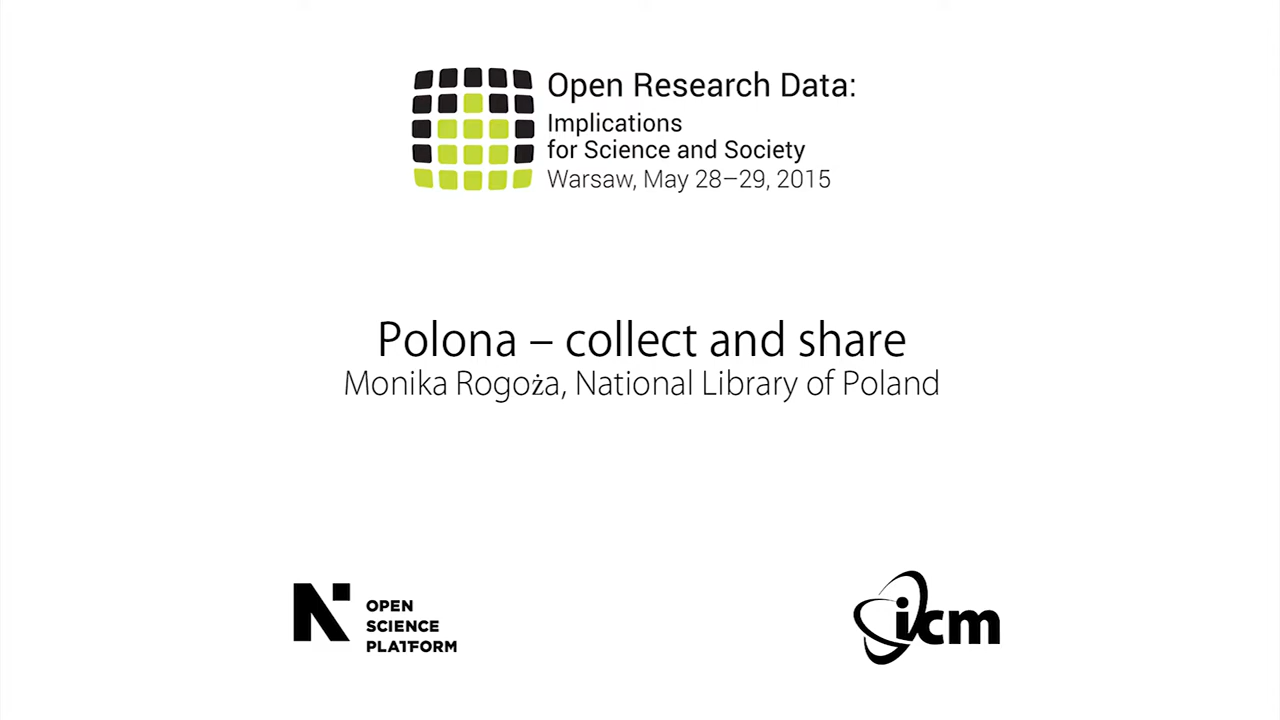 Open Research Data:
Implications
for Science and Society
Warsaw, May 28–29, 2015
Polona – collect and share
Monika Rogoża, National Library of Poland
OPEN
SCIENCE
PLATFORM
icm